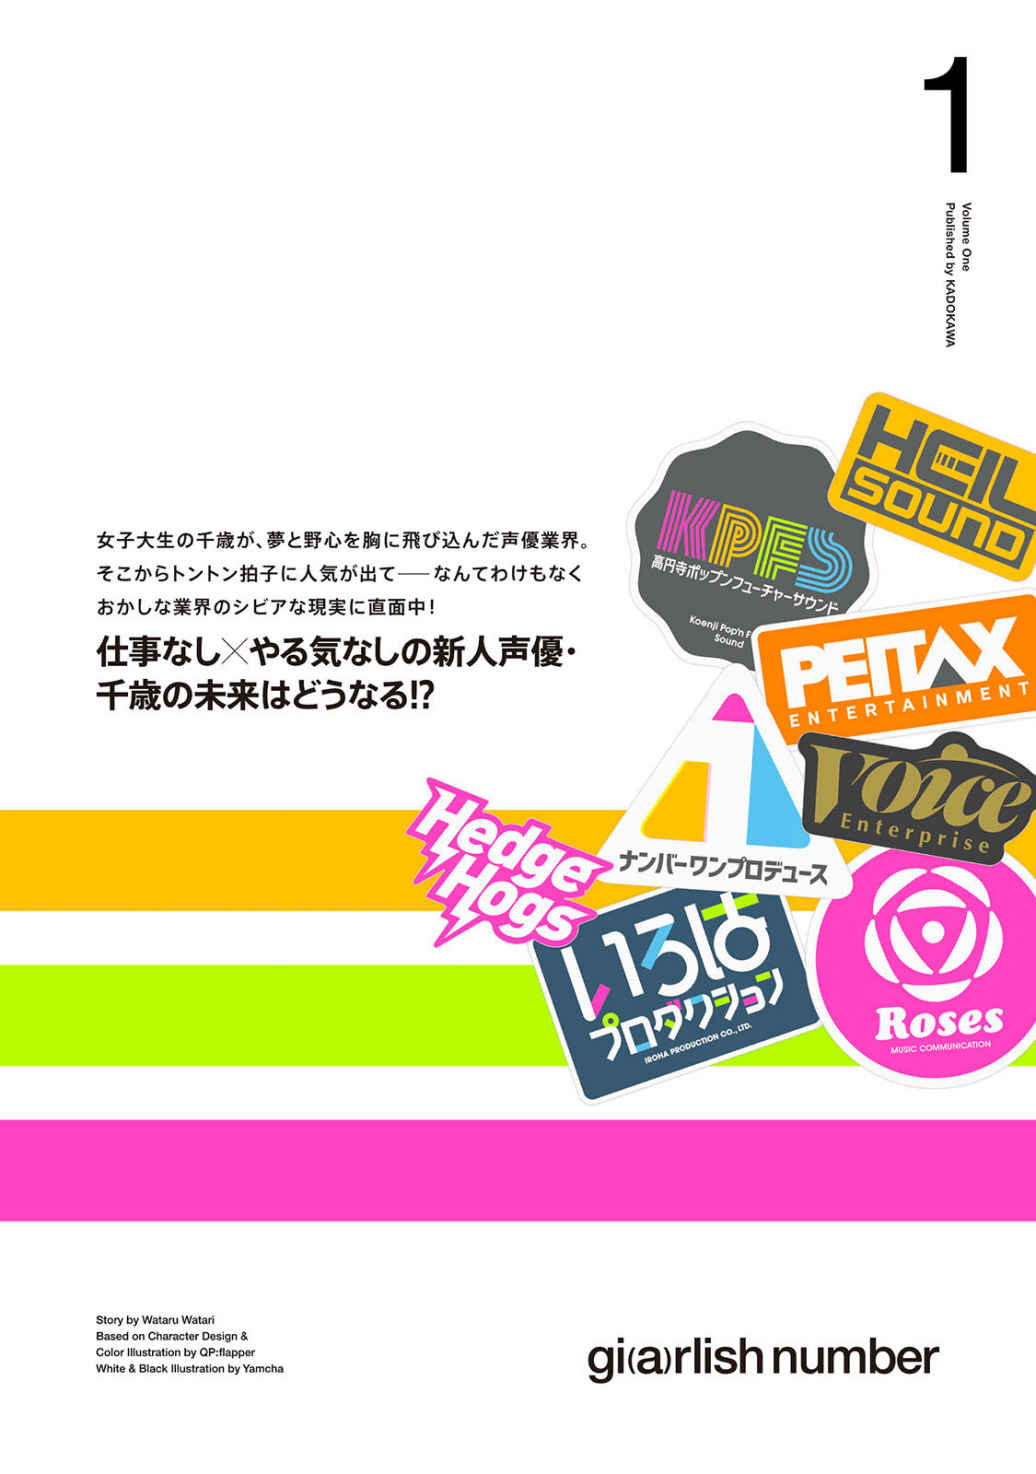 1
Volume One
Published by KADOKAWA
女子大生の千歳が、夢と野心を胸に飛び込んだ声優業界。
そこからトントン拍子に人気が出て――なんてわけもなく
おかしな業界のシビアな現実に直面中！
仕事なし×やる気なしの新人声優・
千歳の未来はどうなる!?
HEIL
SOUND
KPFS
高円寺ポップンフューチャーサウンド
Koenji Pop'n F
Sound
PEITAX
ENTERTAINMENT
Voice
Enterprise
ナンバーワンプロデュース
Hedge
Hogs
いろは
プロダクション
IROHA PRODUCTION CO., LTD.
Roses
MUSIC COMMUNICATION
Story by Wataru Watari
Based on Character Design &
Color Illustration by QP:flapper
White & Black Illustration by Yamcha
gi(a)rlish number